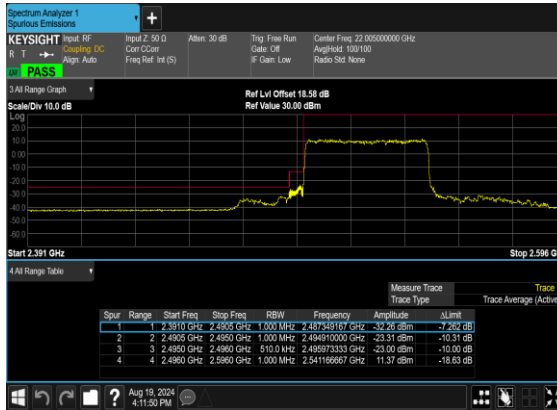 Spectrum Analyzer 1
Spurious Emissions
KEYSIGHT Input: RF Input Z: 50 Ω Atten: 30 dB Trig: Free Run Center Freq: 22.005000000 GHz
R T Coupling: DC Corr CCorr Gate: Off Avg|Hold: 100/100
Align: Auto Freq Ref: Int (S) IF Gain: Low Radio Std: None
LW PASS
3 All Range Graph
Ref Lvl Offset 18.58 dB
Scale/Div 10.0 dB Ref Value 30.00 dBm
Log
20.0
10.0
0.00
-10.0
-20.0
-30.0
-40.0
-50.0
-60.0
Start 2.391 GHz Stop 2.596 G
4 All Range Table
Measure Trace Trace
Trace Type Trace Average (Active
Spur Range Start Freq Stop Freq RBW Frequency Amplitude ΔLimit
1 1 2.3910 GHz 2.4905 GHz 1.000 MHz 2.487349167 GHz -32.26 dBm -7.262 dB
2 2 2.4905 GHz 2.4950 GHz 1.000 MHz 2.494910000 GHz -23.31 dBm -10.31 dB
3 3 2.4950 GHz 2.4960 GHz 510.0 kHz 2.495973333 GHz -23.00 dBm -10.00 dB
4 4 2.4960 GHz 2.5960 GHz 1.000 MHz 2.541166667 GHz 11.37 dBm -18.63 dB
Aug 19, 2024
4:11:50 PM